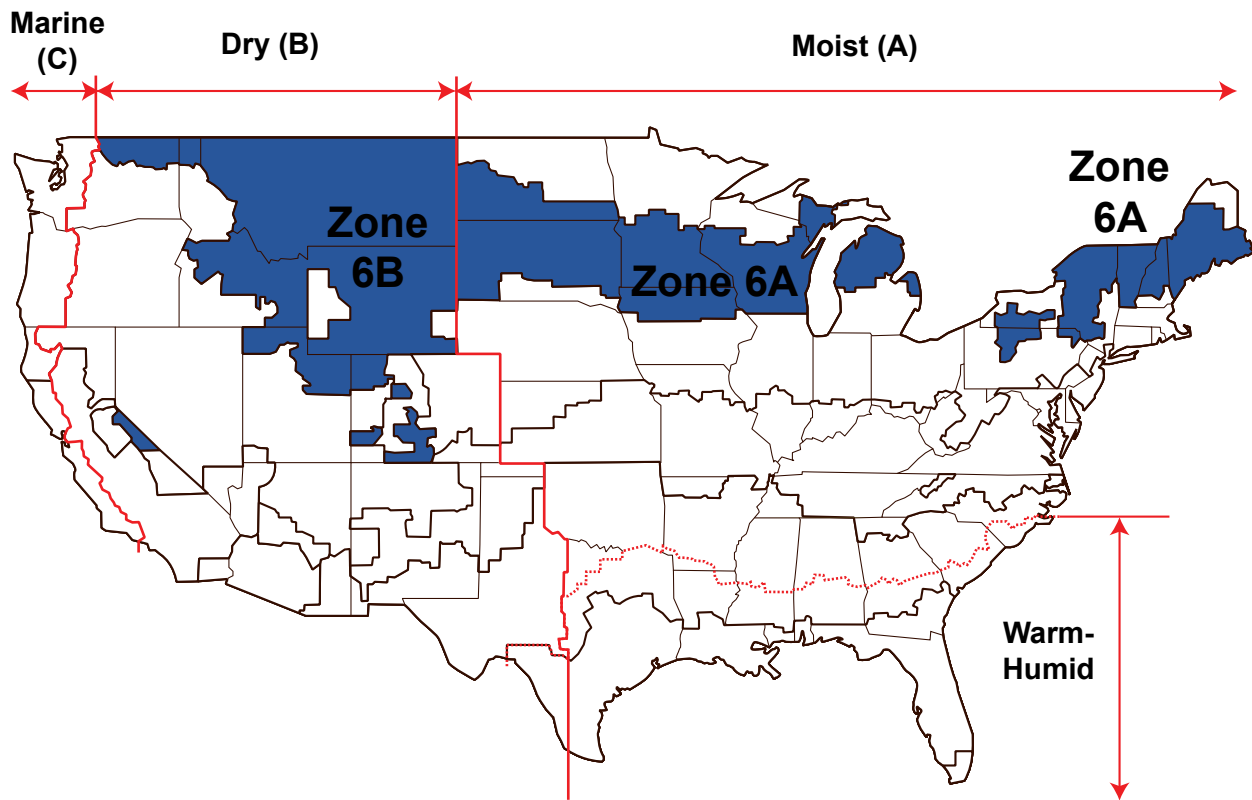 Marine
(C)
Dry (B)
Moist (A)
Zone
6B
Zone 6A
Zone
6A
Warm-
Humid